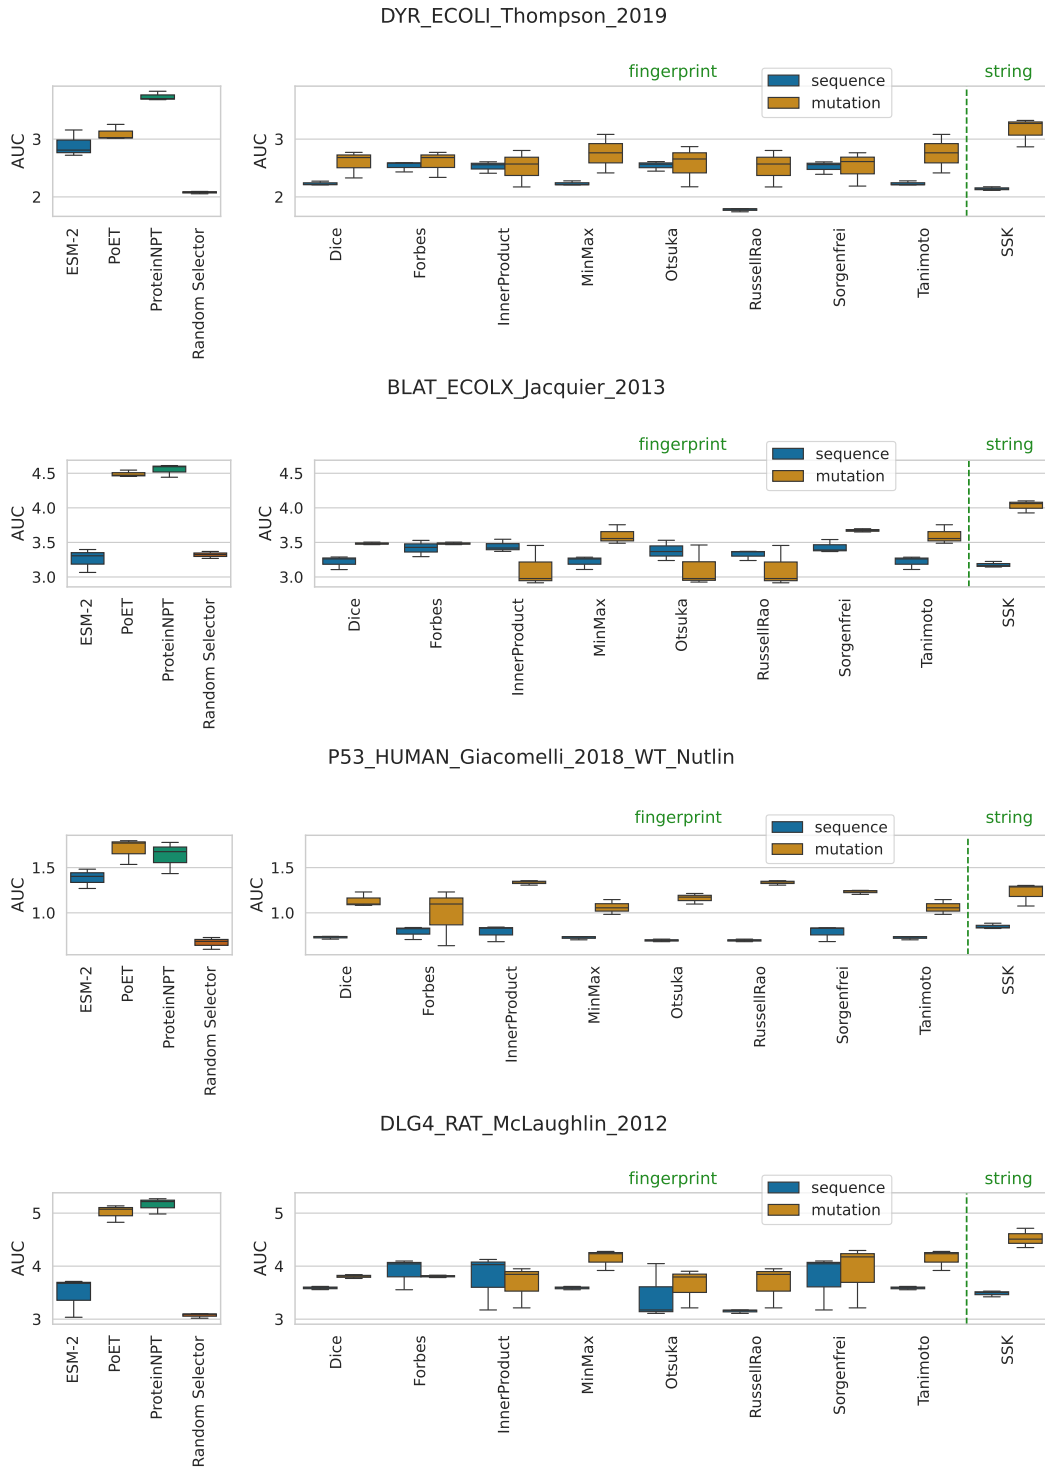 DYR_ECOLI_Thompson_2019
fingerprint
string
sequence
mutation
AUC
3
2
ESM-2
PoET
ProteinNPT
Random Selector
AUC
3
2
Dice
Forbes
InnerProduct
MinMax
Otsuka
RussellRao
Sorgenfrei
Tanimoto
SSK
BLAT_ECOLX_Jacquier_2013
fingerprint
string
sequence
mutation
AUC
4.5
4.0
3.5
3.0
ESM-2
PoET
ProteinNPT
Random Selector
AUC
4.5
4.0
3.5
3.0
Dice
Forbes
InnerProduct
MinMax
Otsuka
RussellRao
Sorgenfrei
Tanimoto
SSK
P53_HUMAN_Giacomelli_2018_WT_Nutlin
fingerprint
string
sequence
mutation
AUC
1.5
1.0
ESM-2
PoET
ProteinNPT
Random Selector
AUC
1.5
1.0
Dice
Forbes
InnerProduct
MinMax
Otsuka
RussellRao
Sorgenfrei
Tanimoto
SSK
DLG4_RAT_McLaughlin_2012
fingerprint
string
sequence
mutation
AUC
5
4
3
ESM-2
PoET
ProteinNPT
Random Selector
AUC
5
4
3
Dice
Forbes
InnerProduct
MinMax
Otsuka
RussellRao
Sorgenfrei
Tanimoto
SSK